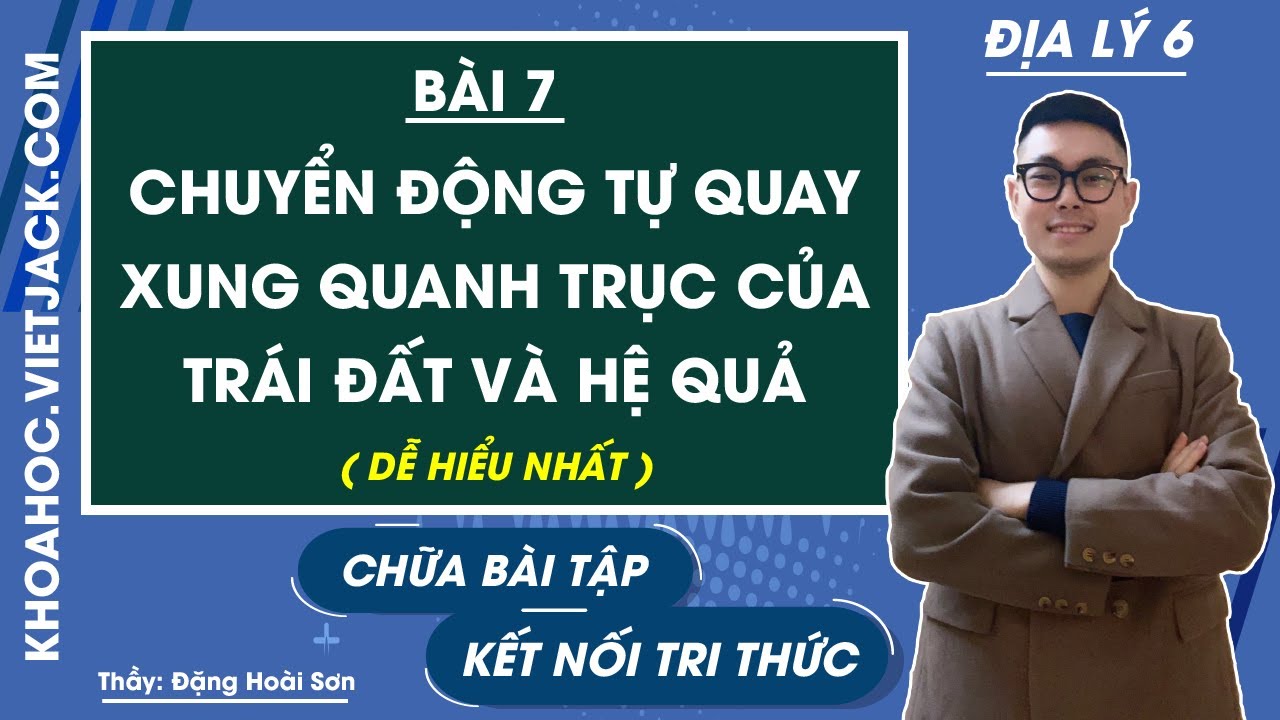 KHOAHOC.VIETJACK.COM
ĐỊA LÝ 6
BÀI 7
CHUYỂN ĐỘNG TỰ QUAY
XUNG QUANH TRỤC CỦA
TRÁI ĐẤT VÀ HỆ QUẢ
( DỄ HIỂU NHẤT )
CHỮA BÀI TẬP
KẾT NỐI TRI THỨC
Thầy: Đặng Hoài Sơn